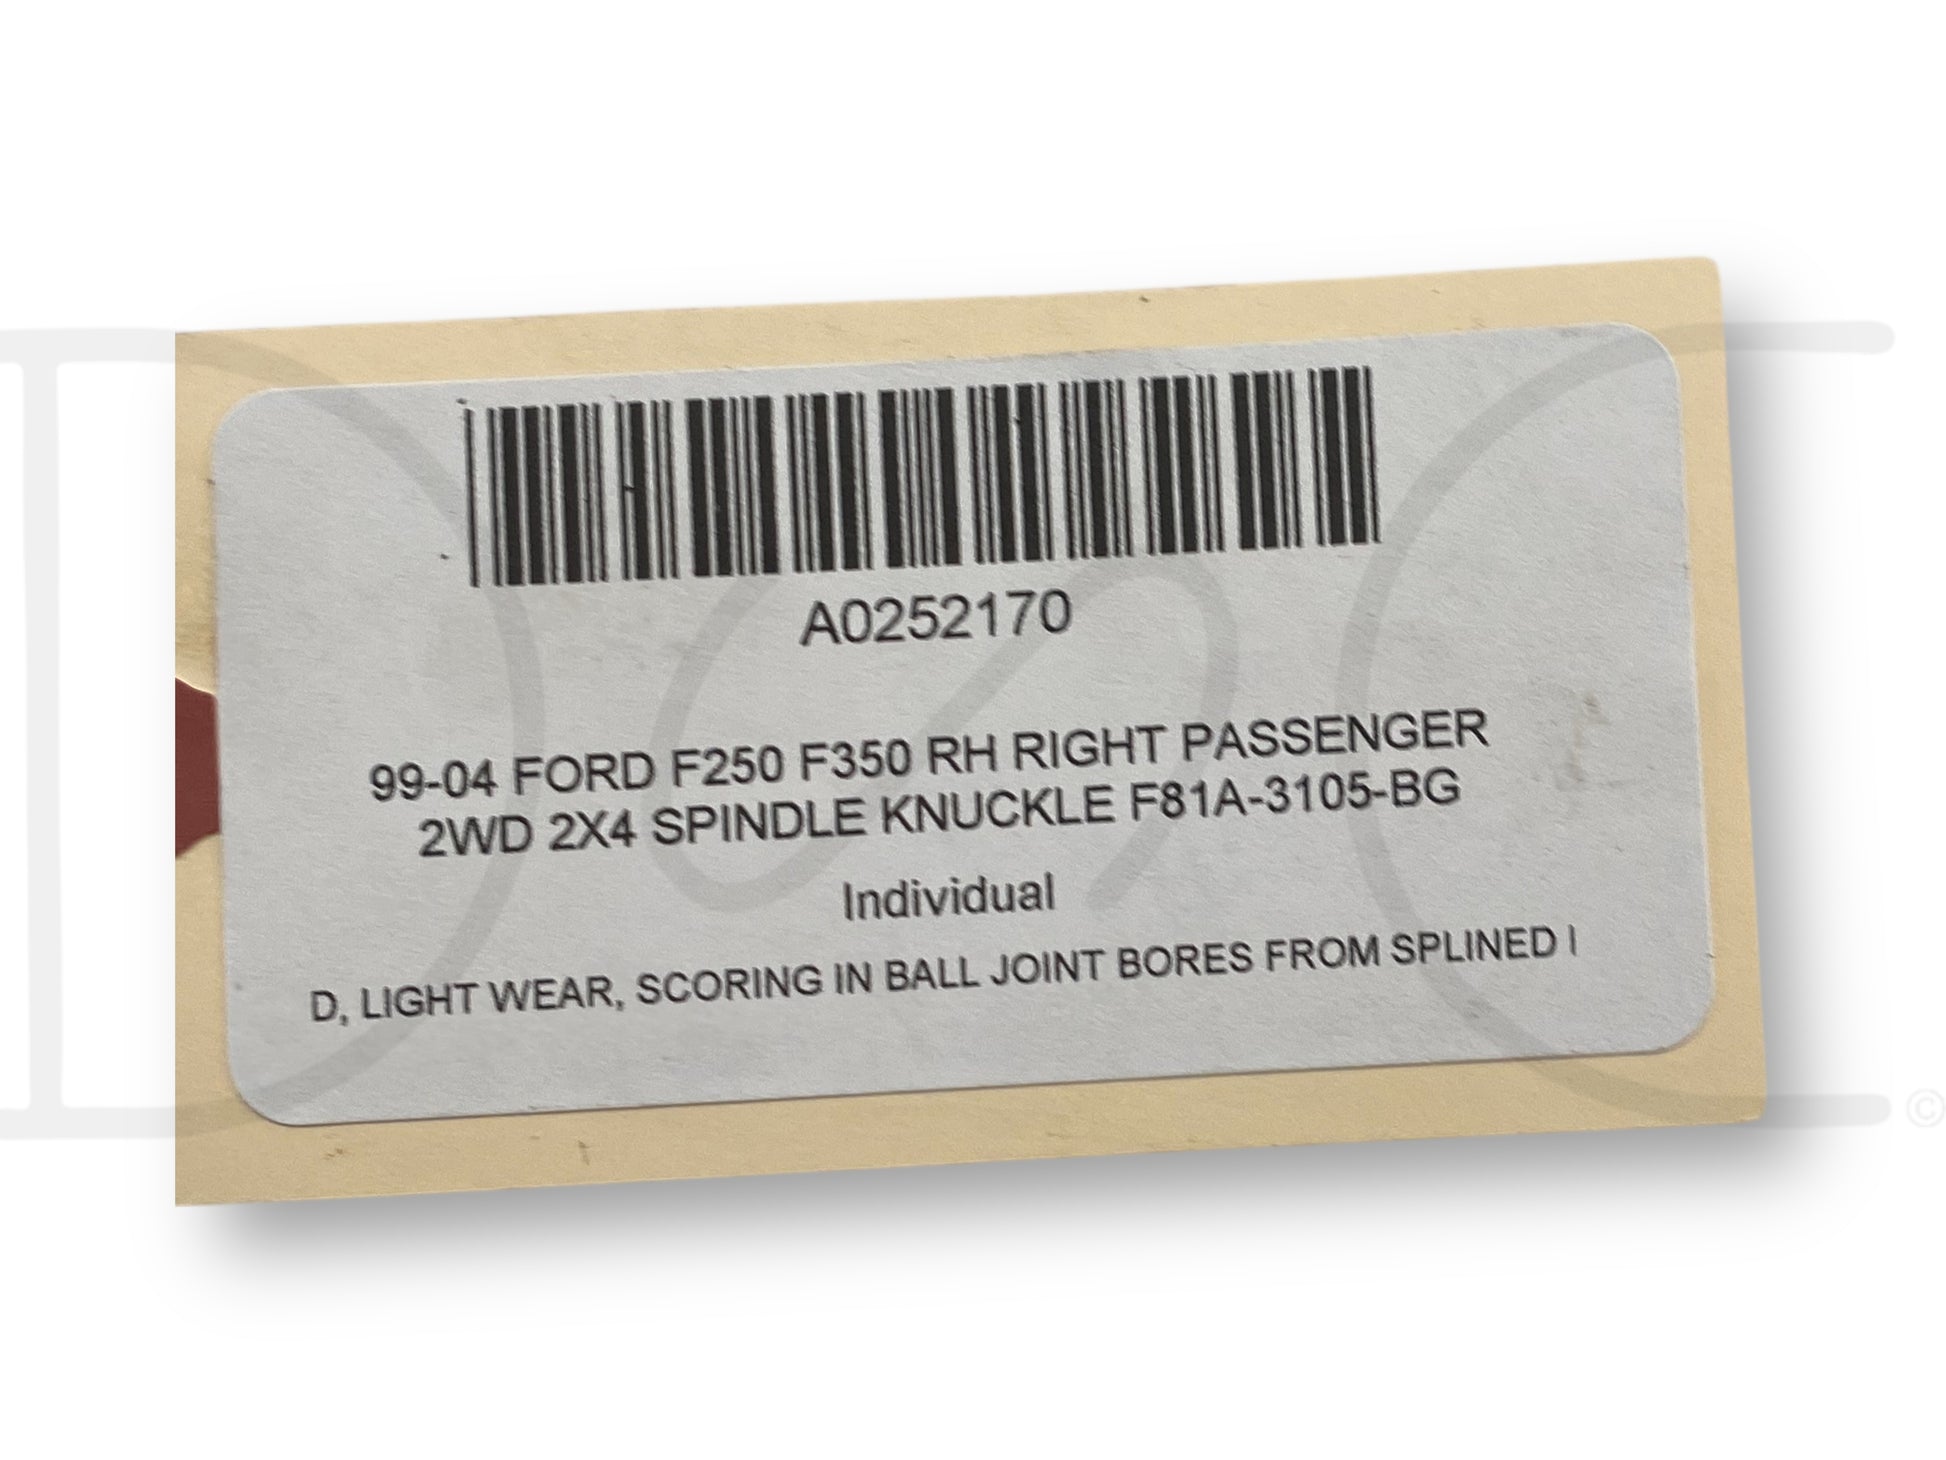 A0252170
99-04 FORD F250 F350 RH RIGHT PASSENGER
2WD 2X4 SPINDLE KNUCKLE F81A-3105-BG
Individual
D, LIGHT WEAR, SCORING IN BALL JOINT BORES FROM SPLINED
©